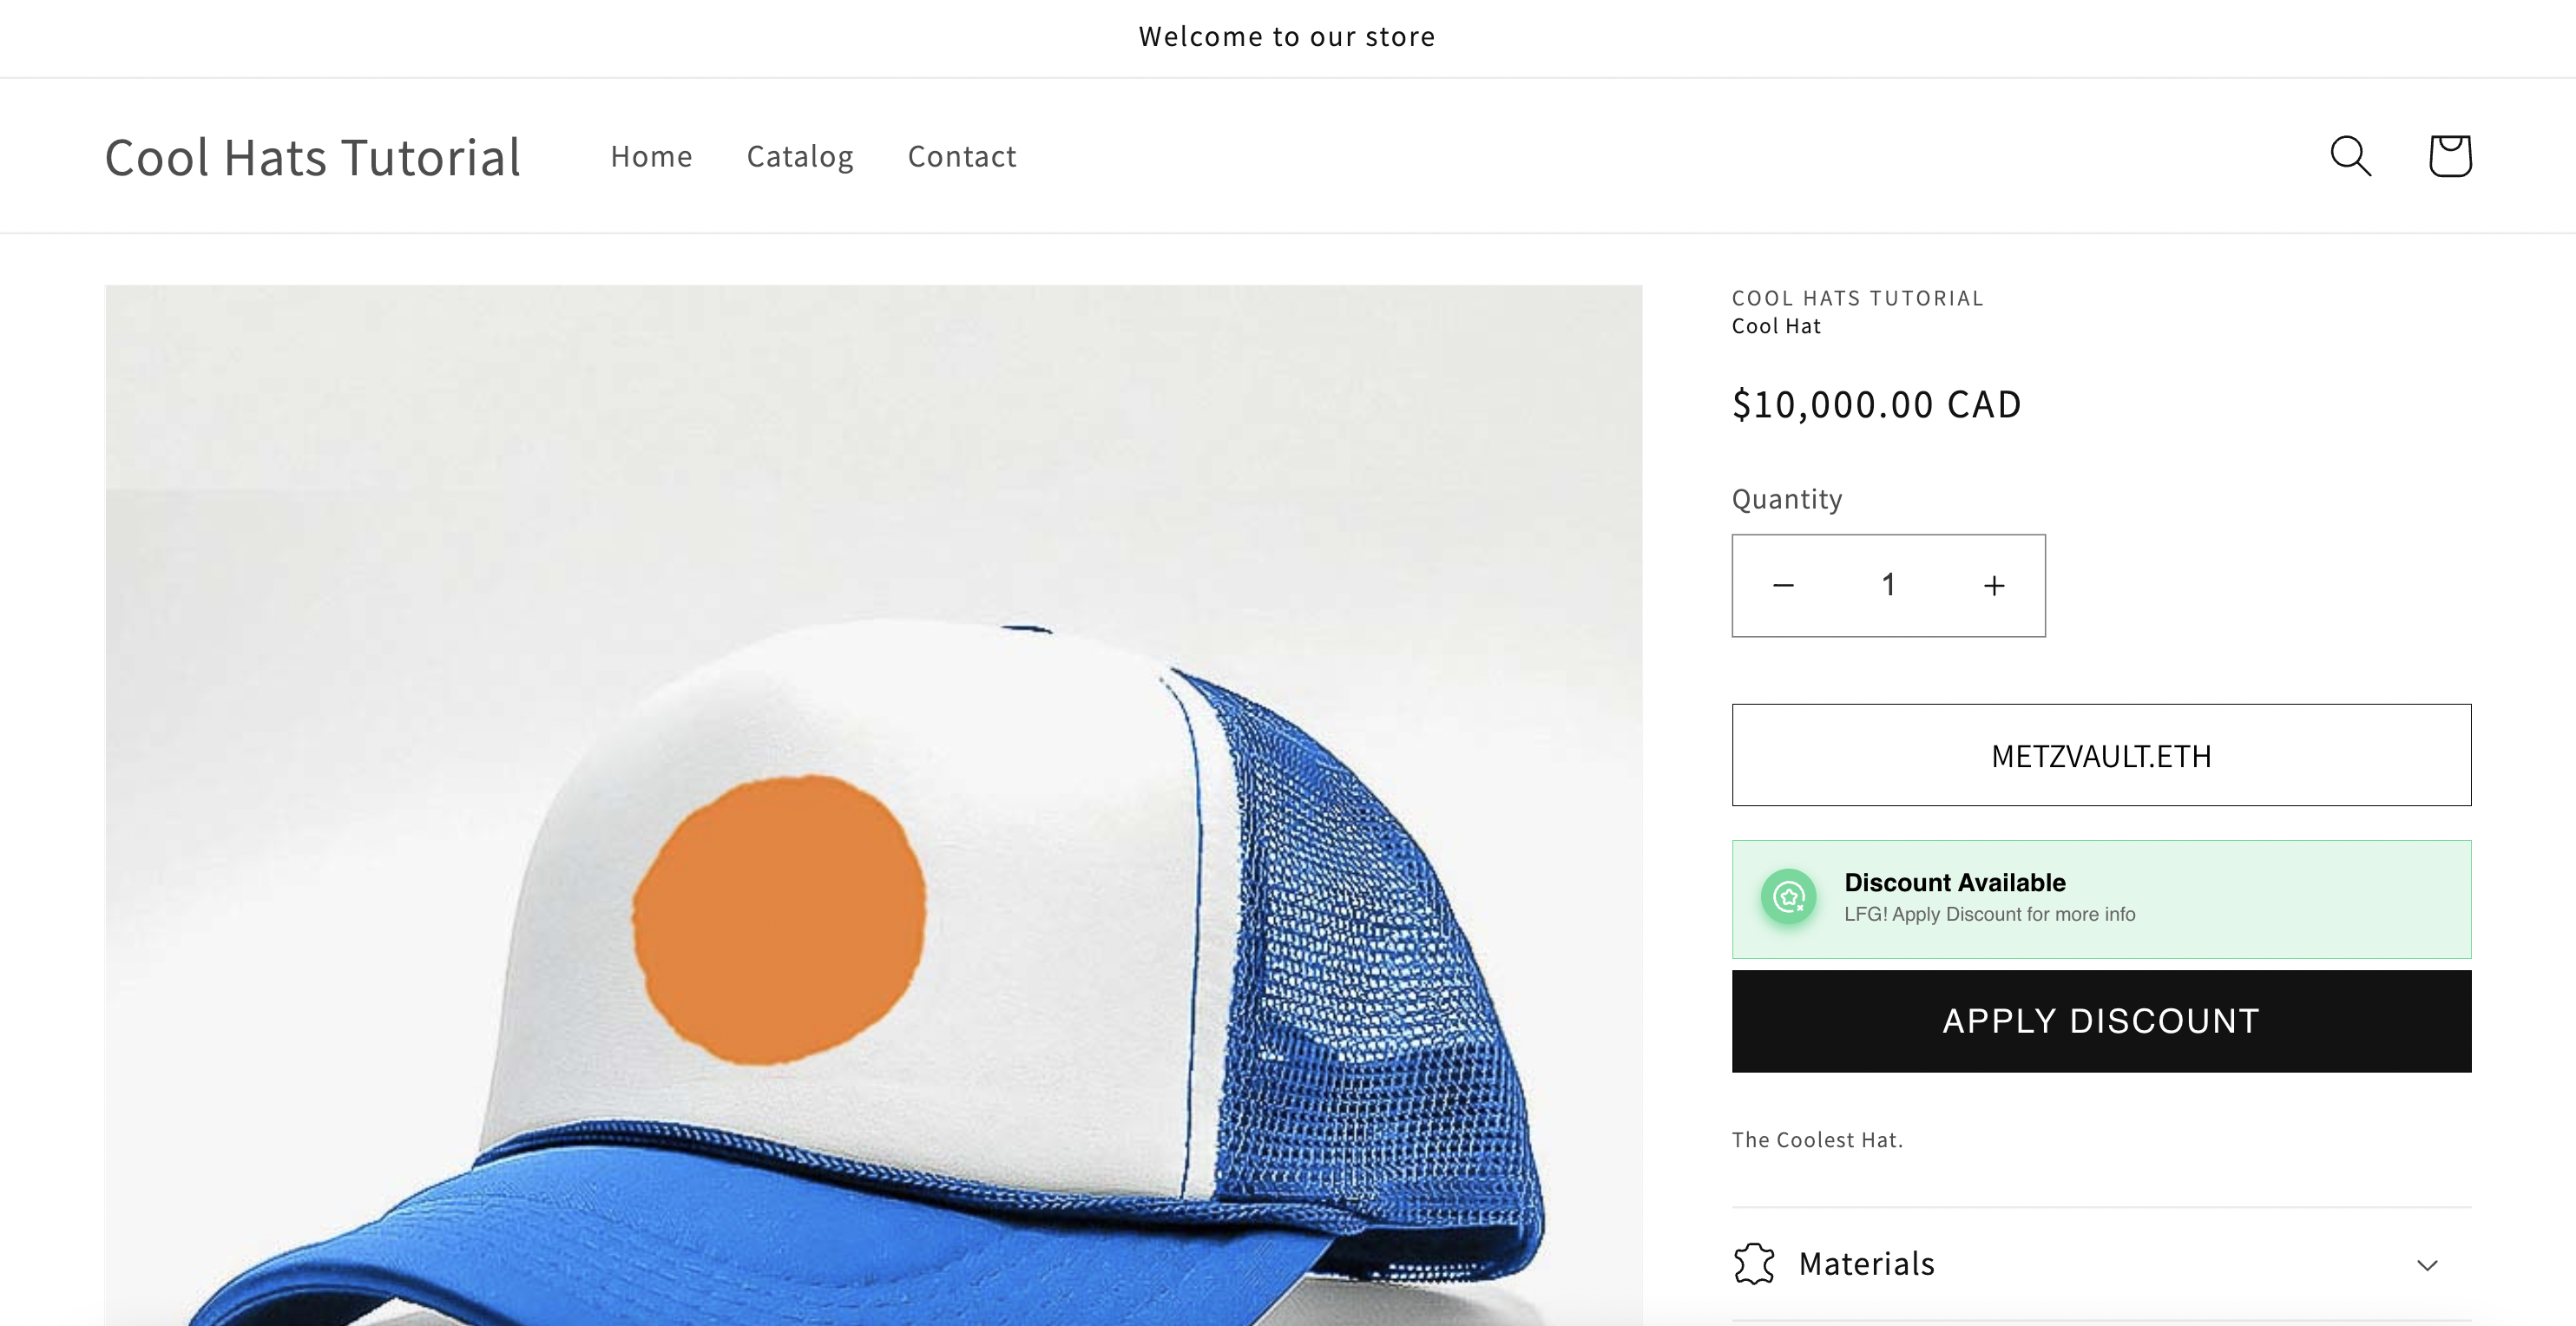 Welcome to our store
Cool Hats Tutorial
Home
Catalog
Contact
COOL HATS TUTORIAL
Cool Hat
$10,000.00 CAD
Quantity
− 1 +
METZVAULT.ETH
Discount Available
LFG! Apply Discount for more info
APPLY DISCOUNT
The Coolest Hat.
Materials